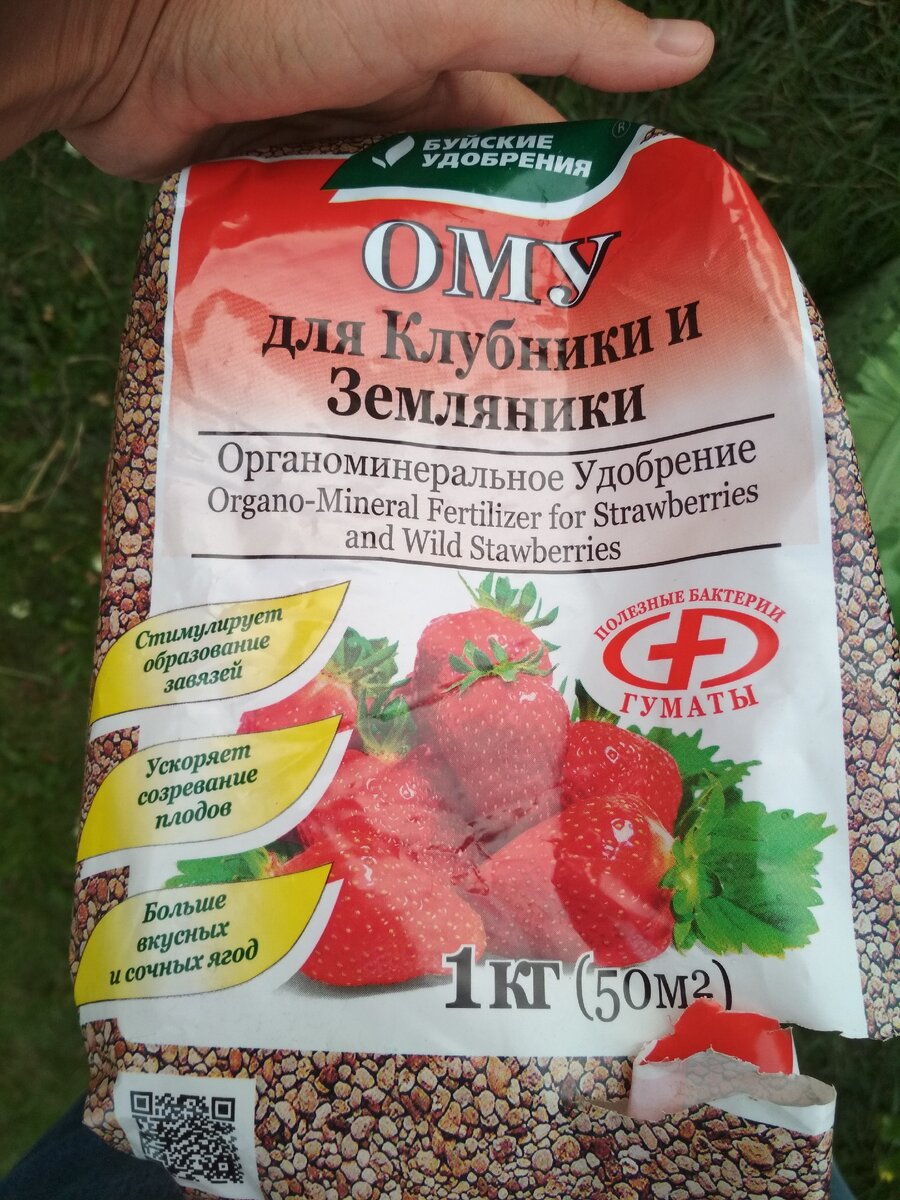 БУЙСКИЕ
УДОБРЕНИЯ
®
ОМУ
для Клубники и
Земляники
Органоминеральное Удобрение
Organo-Mineral Fertilizer for Strawberries
and Wild Stawberries
Стимулирует
образование
завязей
ПОЛЕЗНЫЕ БАКТЕРИИ
ГУМАТЫ
Ускоряет
созревание
плодов
Больше
вкусных
и сочных ягод
1кг (50м²)